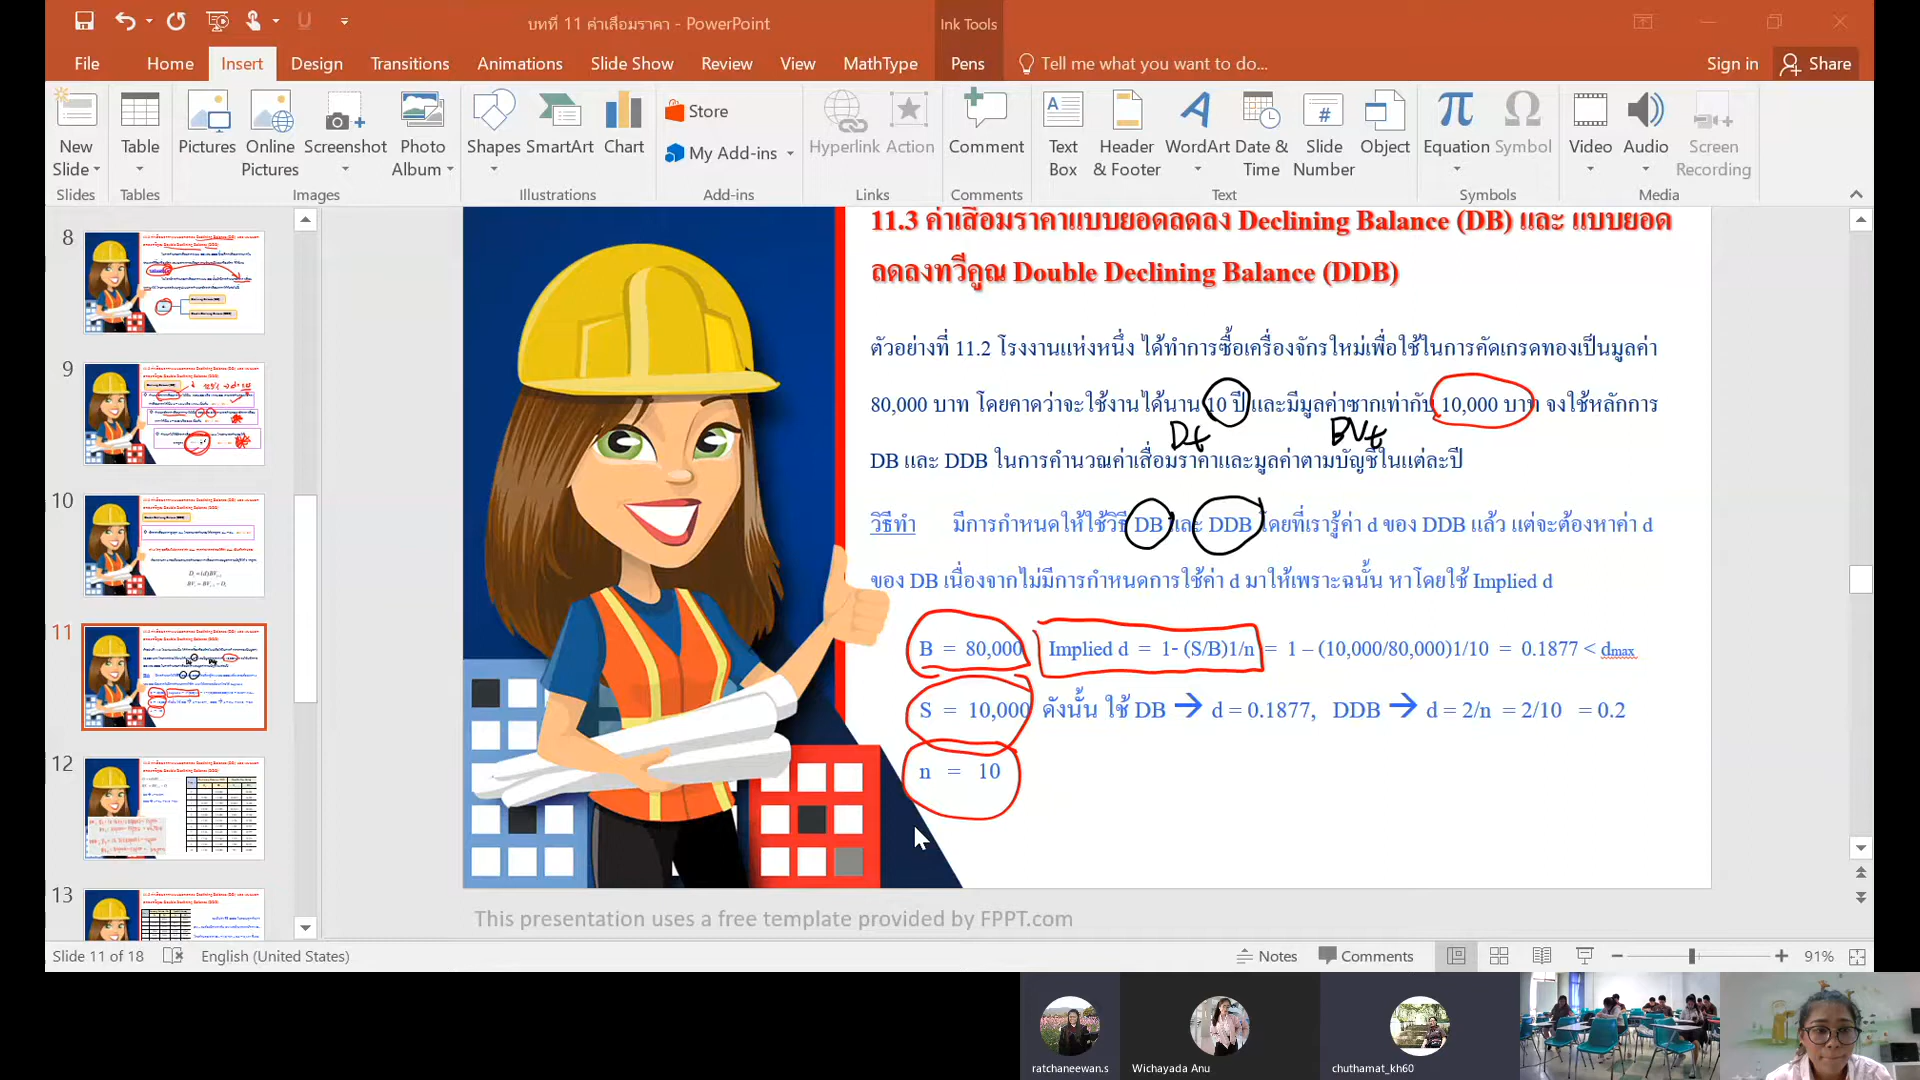 บทที่ 11 ค่าเสื่อมราคา - PowerPoint
Ink Tools
File Home Insert Design Transitions Animations Slide Show Review View MathType Pens Tell me what you want to do... Sign in Share
New Slide Table Pictures Online Pictures Screenshot Photo Album Shapes SmartArt Chart Store My Add-ins Hyperlink Action Comment Text Box Header & Footer WordArt Date & Time Slide Number Object Equation Symbol Video Audio Screen Recording
Slides Tables Images Illustrations Add-ins Links Comments Text Symbols Media
8
9
10
11
12
13
11.3 ค่าเสื่อมราคาแบบยอดลดลง Declining Balance (DB) และ แบบยอด
ลดลงทวีคูณ Double Declining Balance (DDB)
ตัวอย่างที่ 11.2 โรงงานแห่งหนึ่ง ได้ทำการซื้อเครื่องจักรใหม่เพื่อใช้ในการคัดเกรดทองเป็นมูลค่า
80,000 บาท โดยคาดว่าจะใช้งานได้นาน 10 ปี และมีมูลค่าซากเท่ากับ 10,000 บาท จงใช้หลักการ
Dt BVt
DB และ DDB ในการคำนวณค่าเสื่อมราคาและมูลค่าตามบัญชีในแต่ละปี
วิธีทำ มีการกำหนดให้ใช้วิธี DB และ DDB โดยที่เรารู้ค่า d ของ DDB แล้ว แต่จะต้องหาค่า d
ของ DB เนื่องจากไม่มีการกำหนดการใช้ค่า d มาให้เพราะฉนั้น หาโดยใช้ Implied d
B = 80,000 Implied d = 1- (S/B)1/n = 1 – (10,000/80,000)1/10 = 0.1877 < dmax
S = 10,000 ดังนั้น ใช้ DB → d = 0.1877, DDB → d = 2/n = 2/10 = 0.2
n = 10
This presentation uses a free template provided by FPPT.com
Slide 11 of 18 English (United States) Notes Comments 91%
ratchaneewan.s Wichayada Anu chuthamat_kh60